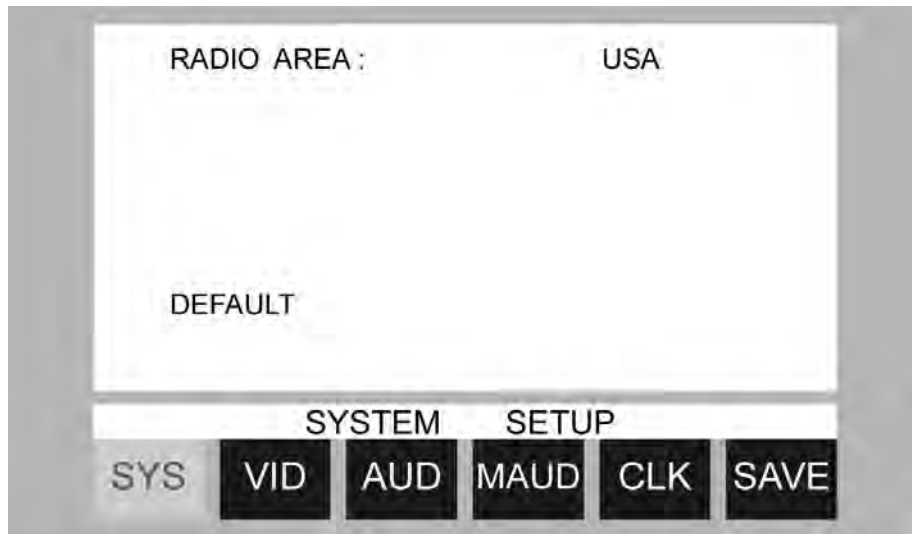 RADIO AREA : USA
DEFAULT
SYSTEM SETUP
SYS VID AUD MAUD CLK SAVE